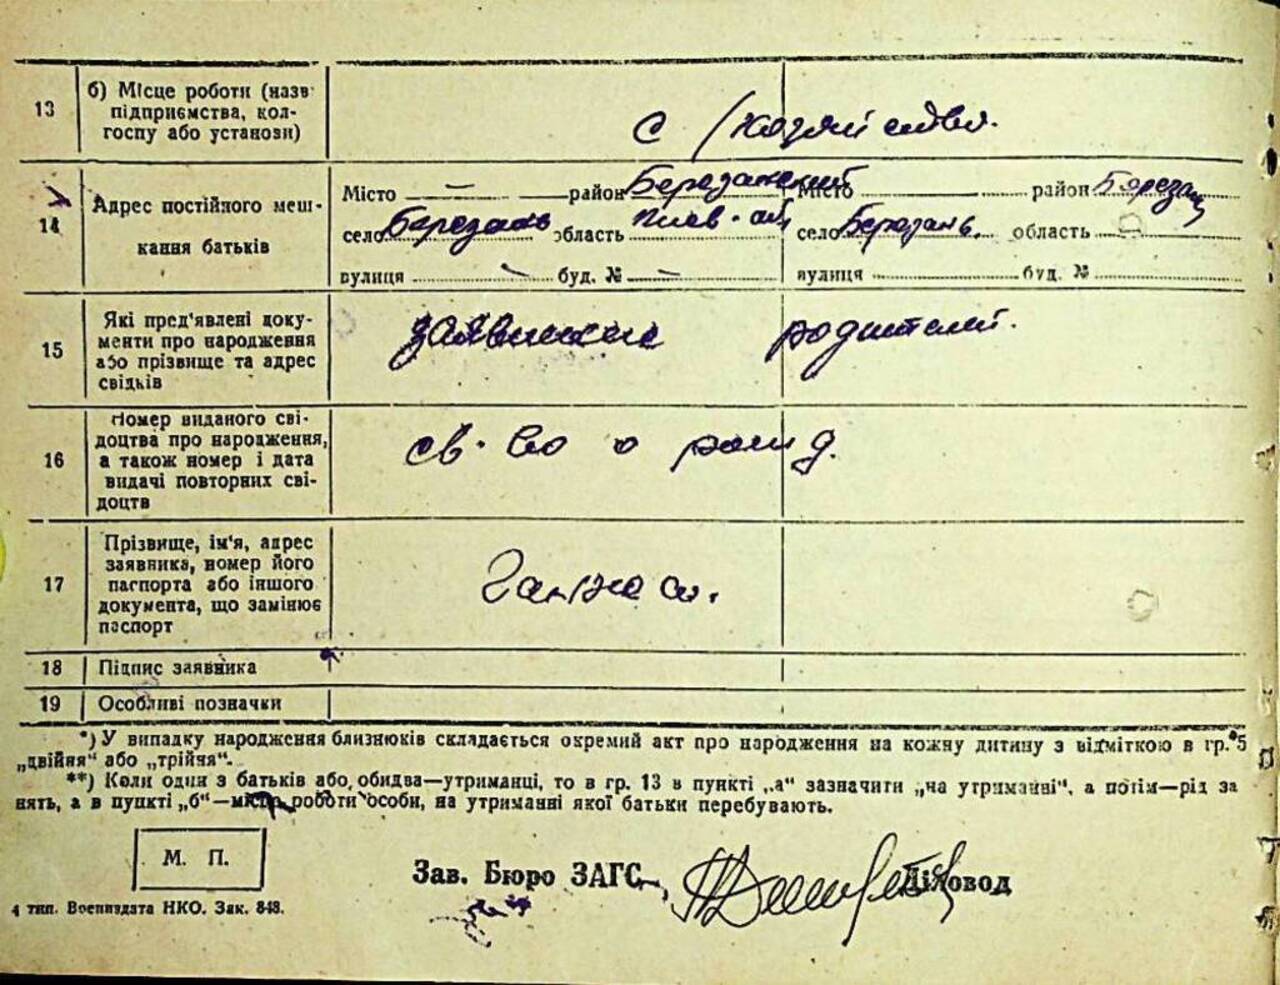 13
б) Місце роботи (назв
підприємства, кол-
госпу або установи)
с/хозяйство.
14
Адрес постійного меш-
кання батьків
Місто — район Березанский
село Березань область Киев. обл
вулиця — буд. № —
Місто район Березан
село Березань. область
вулиця буд. №
15
Які пред'явлені доку-
менти про народження
або прізвище та адрес
свідків
заявление родителей.
16
Номер виданого сві-
доцтва про народження,
а також номер і дата
видачі повторних сві-
доцтв
св-во о рожд.
17
Прізвище, ім'я, адрес
заявника, номер його
паспорта або іншого
документа, що замінює
паспорт
18
Підпис заявника
19
Особливі позначки
*) У випадку народження близнюків складається окремий акт про народження на кожну дитину з відміткою в гр. 5
„двійня“ або „трійня“.
**) Коли один з батьків або обидва—утриманці, то в гр. 13 в пункті „а“ зазначити „на утриманні“, а потім—рід за
нять, а в пункті „б“—місце роботи особи, на утриманні якої батьки перебувають.
М. П.
Зав. Бюро ЗАГС
Діловод
4 тип. Воениздата НКО. Зак. 848.